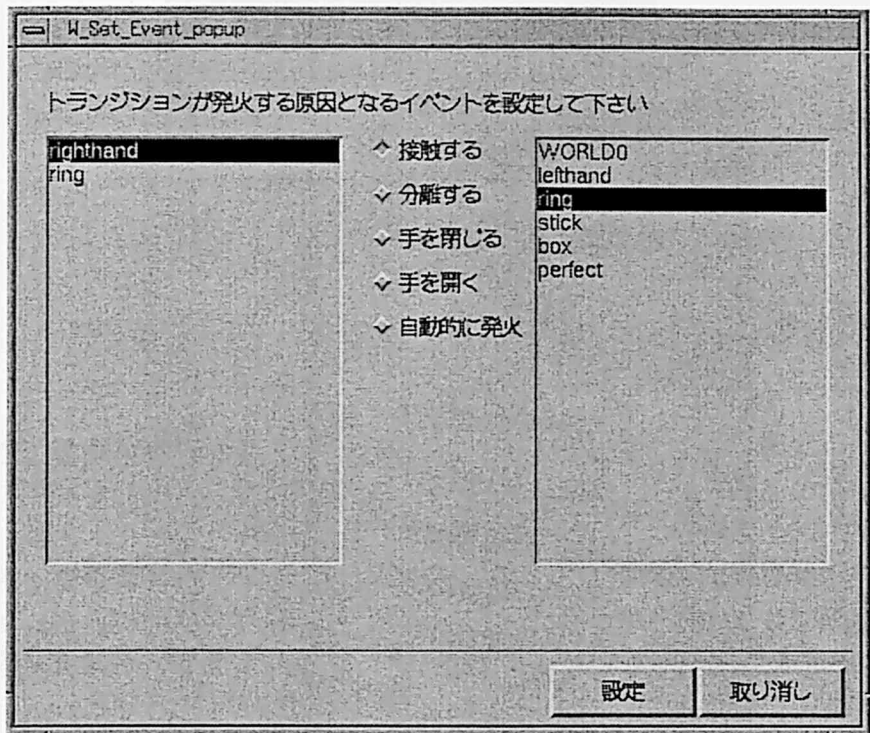 W_Set_Event_popup
トランジションが発火する原因となるイベントを設定して下さい
righthand
ring
接触する
分離する
手を閉じる
手を開く
自動的に発火
WORLD0
lefthand
ring
stick
box
perfect
設定
取り消し